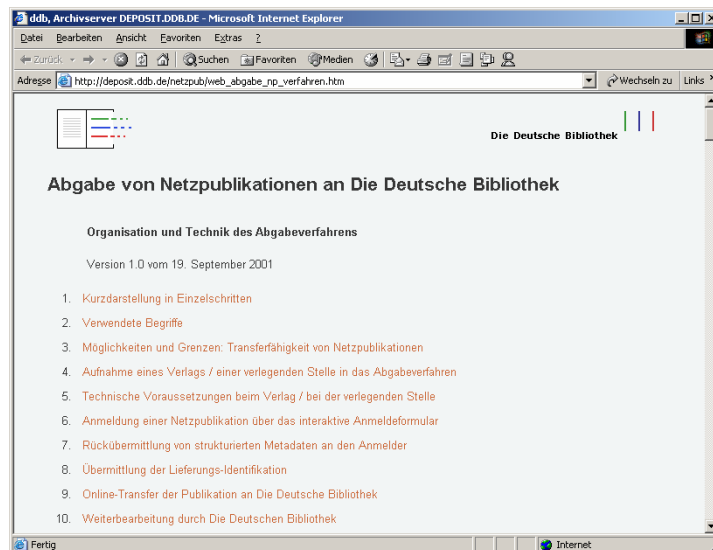 ddb, Archivserver DEPOSIT.DDB.DE - Microsoft Internet Explorer
Datei Bearbeiten Ansicht Favoriten Extras ?
Zurück Suchen Favoriten Medien
Adresse http://deposit.ddb.de/netzpub/web_abgabe_np_verfahren.htm Wechseln zu Links »
Die Deutsche Bibliothek
Abgabe von Netzpublikationen an Die Deutsche Bibliothek
Organisation und Technik des Abgabeverfahrens
Version 1.0 vom 19. September 2001
1. Kurzdarstellung in Einzelschritten
2. Verwendete Begriffe
3. Möglichkeiten und Grenzen: Transferfähigkeit von Netzpublikationen
4. Aufnahme eines Verlags / einer verlegenden Stelle in das Abgabeverfahren
5. Technische Voraussetzungen beim Verlag / bei der verlegenden Stelle
6. Anmeldung einer Netzpublikation über das interaktive Anmeldeformular
7. Rückübermittlung von strukturierten Metadaten an den Anmelder
8. Übermittlung der Lieferungs-Identifikation
9. Online-Transfer der Publikation an Die Deutsche Bibliothek
10. Weiterbearbeitung durch Die Deutschen Bibliothek
Fertig Internet